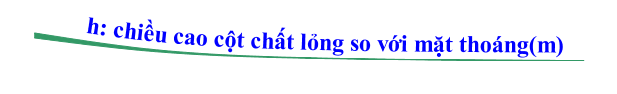 h: chiều cao cột chất lỏng so với mặt thoáng(m)